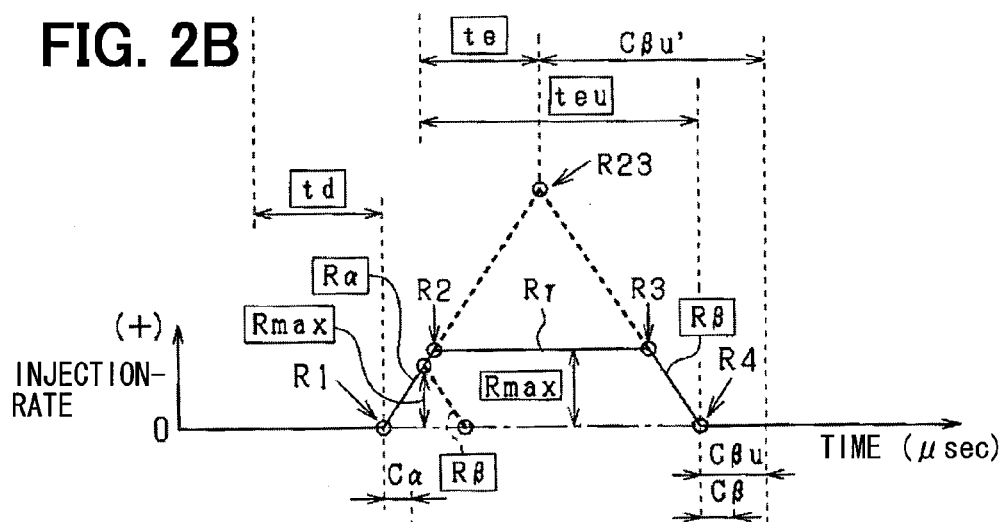 FIG. 2B
te
Cβu'
teu
td
R23
Rα
R2
Rγ
R3
Rβ
Rmax
(+)
INJECTION-
RATE
R1
Rmax
R4
0
TIME (μsec)
Cα
Rβ
Cβu
Cβ